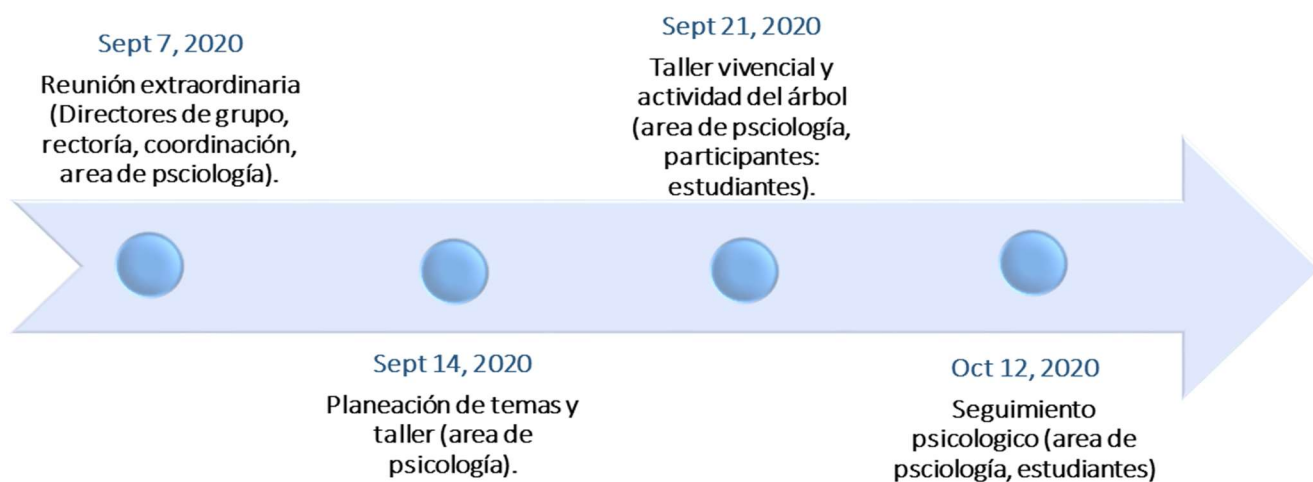 Sept 7, 2020
Reunión extraordinaria
(Directores de grupo,
rectoría, coordinación,
area de psciología).
Sept 14, 2020
Planeación de temas y
taller (area de
psicología).
Sept 21, 2020
Taller vivencial y
actividad del árbol
(area de psciología,
participantes:
estudiantes).
Oct 12, 2020
Seguimiento
psicologico (area de
psciología, estudiantes)